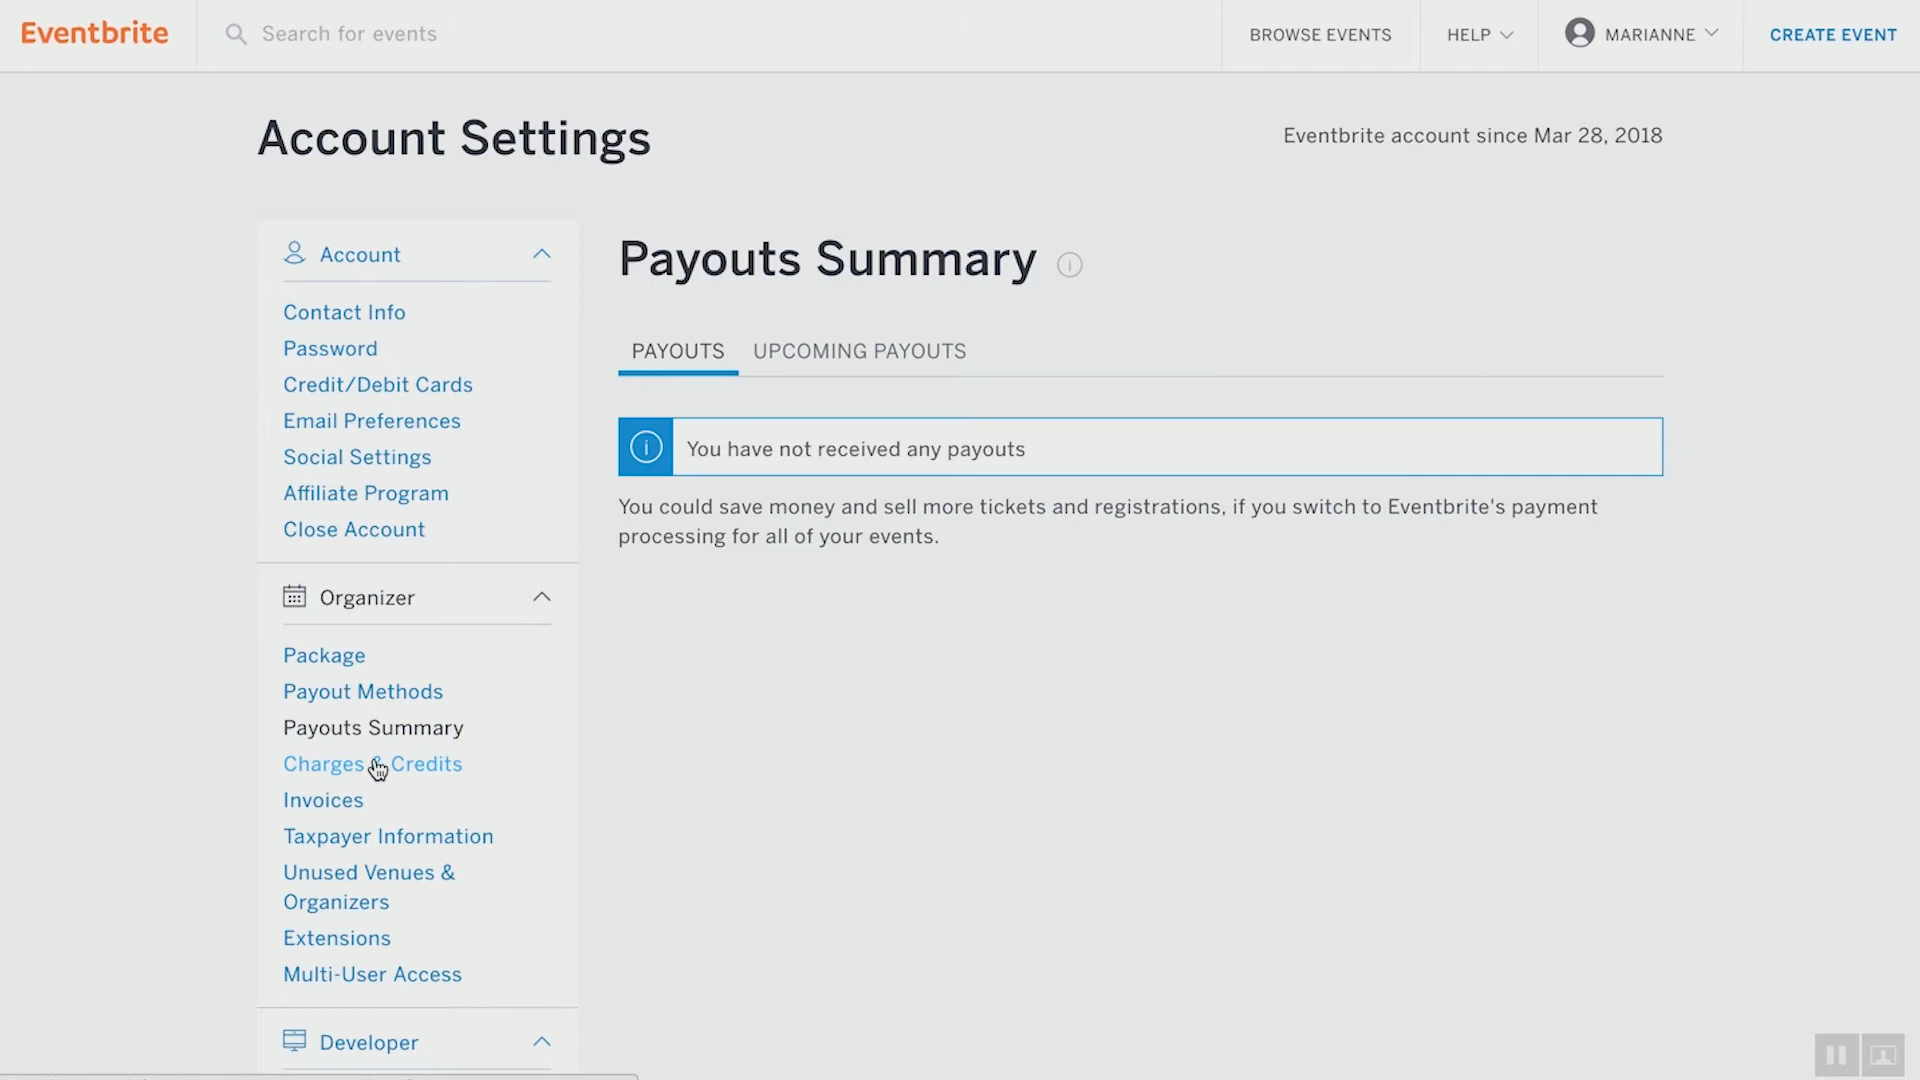 Eventbrite
Search for events
BROWSE EVENTS
HELP
MARIANNE
CREATE EVENT
Account Settings
Eventbrite account since Mar 28, 2018
Account
Contact Info
Password
Credit/Debit Cards
Email Preferences
Social Settings
Affiliate Program
Close Account
Organizer
Package
Payout Methods
Payouts Summary
Charges & Credits
Invoices
Taxpayer Information
Unused Venues &
Organizers
Extensions
Multi-User Access
Developer
Payouts Summary
PAYOUTS
UPCOMING PAYOUTS
You have not received any payouts
You could save money and sell more tickets and registrations, if you switch to Eventbrite's payment
processing for all of your events.